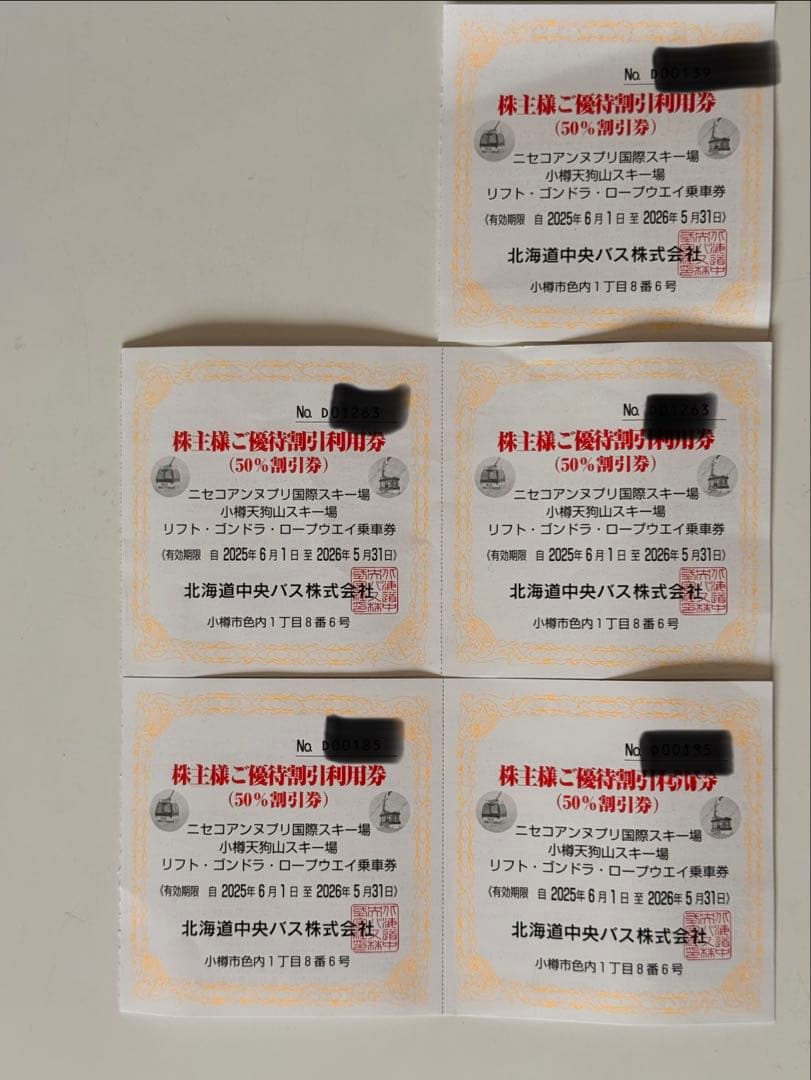 No.
株主様ご優待割引利用券
(50%割引券)
ニセコアンヌプリ国際スキー場
小樽天狗山スキー場
リフト・ゴンドラ・ロープウエイ乗車券
《有効期限 自 2025年6月1日 至 2026年5月31日》
北海道中央バス株式会社
小樽市色内1丁目8番6号
No. D
株主様ご優待割引利用券
(50%割引券)
ニセコアンヌプリ国際スキー場
小樽天狗山スキー場
リフト・ゴンドラ・ロープウエイ乗車券
《有効期限 自 2025年6月1日 至 2026年5月31日》
北海道中央バス株式会社
小樽市色内1丁目8番6号
No.
株主様ご優待割引利用券
(50%割引券)
ニセコアンヌプリ国際スキー場
小樽天狗山スキー場
リフト・ゴンドラ・ロープウエイ乗車券
《有効期限 自 2025年6月1日 至 2026年5月31日》
北海道中央バス株式会社
小樽市色内1丁目8番6号
No. D
株主様ご優待割引利用券
(50%割引券)
ニセコアンヌプリ国際スキー場
小樽天狗山スキー場
リフト・ゴンドラ・ロープウエイ乗車券
《有効期限 自 2025年6月1日 至 2026年5月31日》
北海道中央バス株式会社
小樽市色内1丁目8番6号
No.
株主様ご優待割引利用券
(50%割引券)
ニセコアンヌプリ国際スキー場
小樽天狗山スキー場
リフト・ゴンドラ・ロープウエイ乗車券
《有効期限 自 2025年6月1日 至 2026年5月31日》
北海道中央バス株式会社
小樽市色内1丁目8番6号